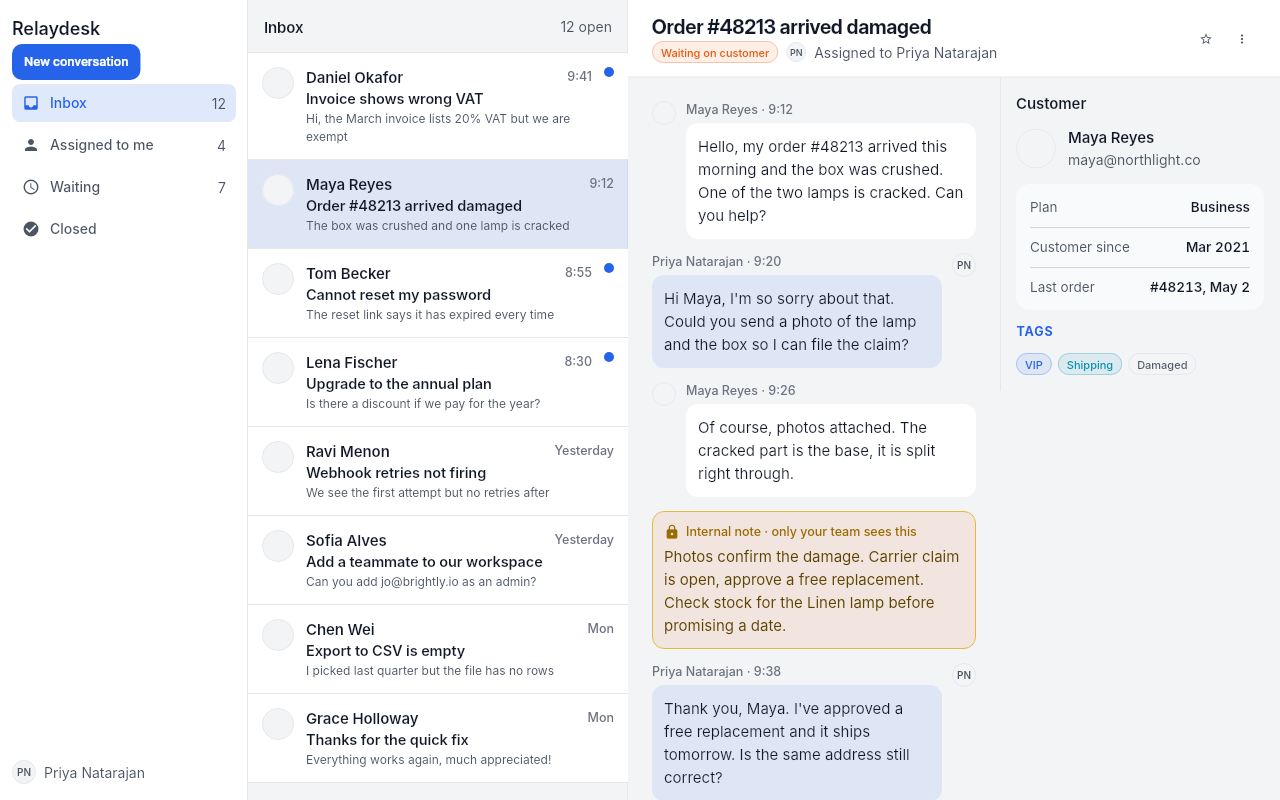 Relaydesk
New conversation
Inbox 12
Assigned to me 4
Waiting 7
Closed
PN Priya Natarajan
Inbox 12 open
Daniel Okafor 9:41
Invoice shows wrong VAT
Hi, the March invoice lists 20% VAT but we are
exempt
Maya Reyes 9:12
Order #48213 arrived damaged
The box was crushed and one lamp is cracked
Tom Becker 8:55
Cannot reset my password
The reset link says it has expired every time
Lena Fischer 8:30
Upgrade to the annual plan
Is there a discount if we pay for the year?
Ravi Menon Yesterday
Webhook retries not firing
We see the first attempt but no retries after
Sofia Alves Yesterday
Add a teammate to our workspace
Can you add jo@brightly.io as an admin?
Chen Wei Mon
Export to CSV is empty
I picked last quarter but the file has no rows
Grace Holloway Mon
Thanks for the quick fix
Everything works again, much appreciated!
Order #48213 arrived damaged
Waiting on customer PN Assigned to Priya Natarajan
Maya Reyes · 9:12
Hello, my order #48213 arrived this
morning and the box was crushed.
One of the two lamps is cracked. Can
you help?
Priya Natarajan · 9:20
PN
Hi Maya, I'm so sorry about that.
Could you send a photo of the lamp
and the box so I can file the claim?
Maya Reyes · 9:26
Of course, photos attached. The
cracked part is the base, it is split
right through.
Internal note · only your team sees this
Photos confirm the damage. Carrier claim
is open, approve a free replacement.
Check stock for the Linen lamp before
promising a date.
Priya Natarajan · 9:38
PN
Thank you, Maya. I've approved a
free replacement and it ships
tomorrow. Is the same address still
correct?
Customer
Maya Reyes
maya@northlight.co
Plan Business
Customer since Mar 2021
Last order #48213, May 2
TAGS
VIP Shipping Damaged